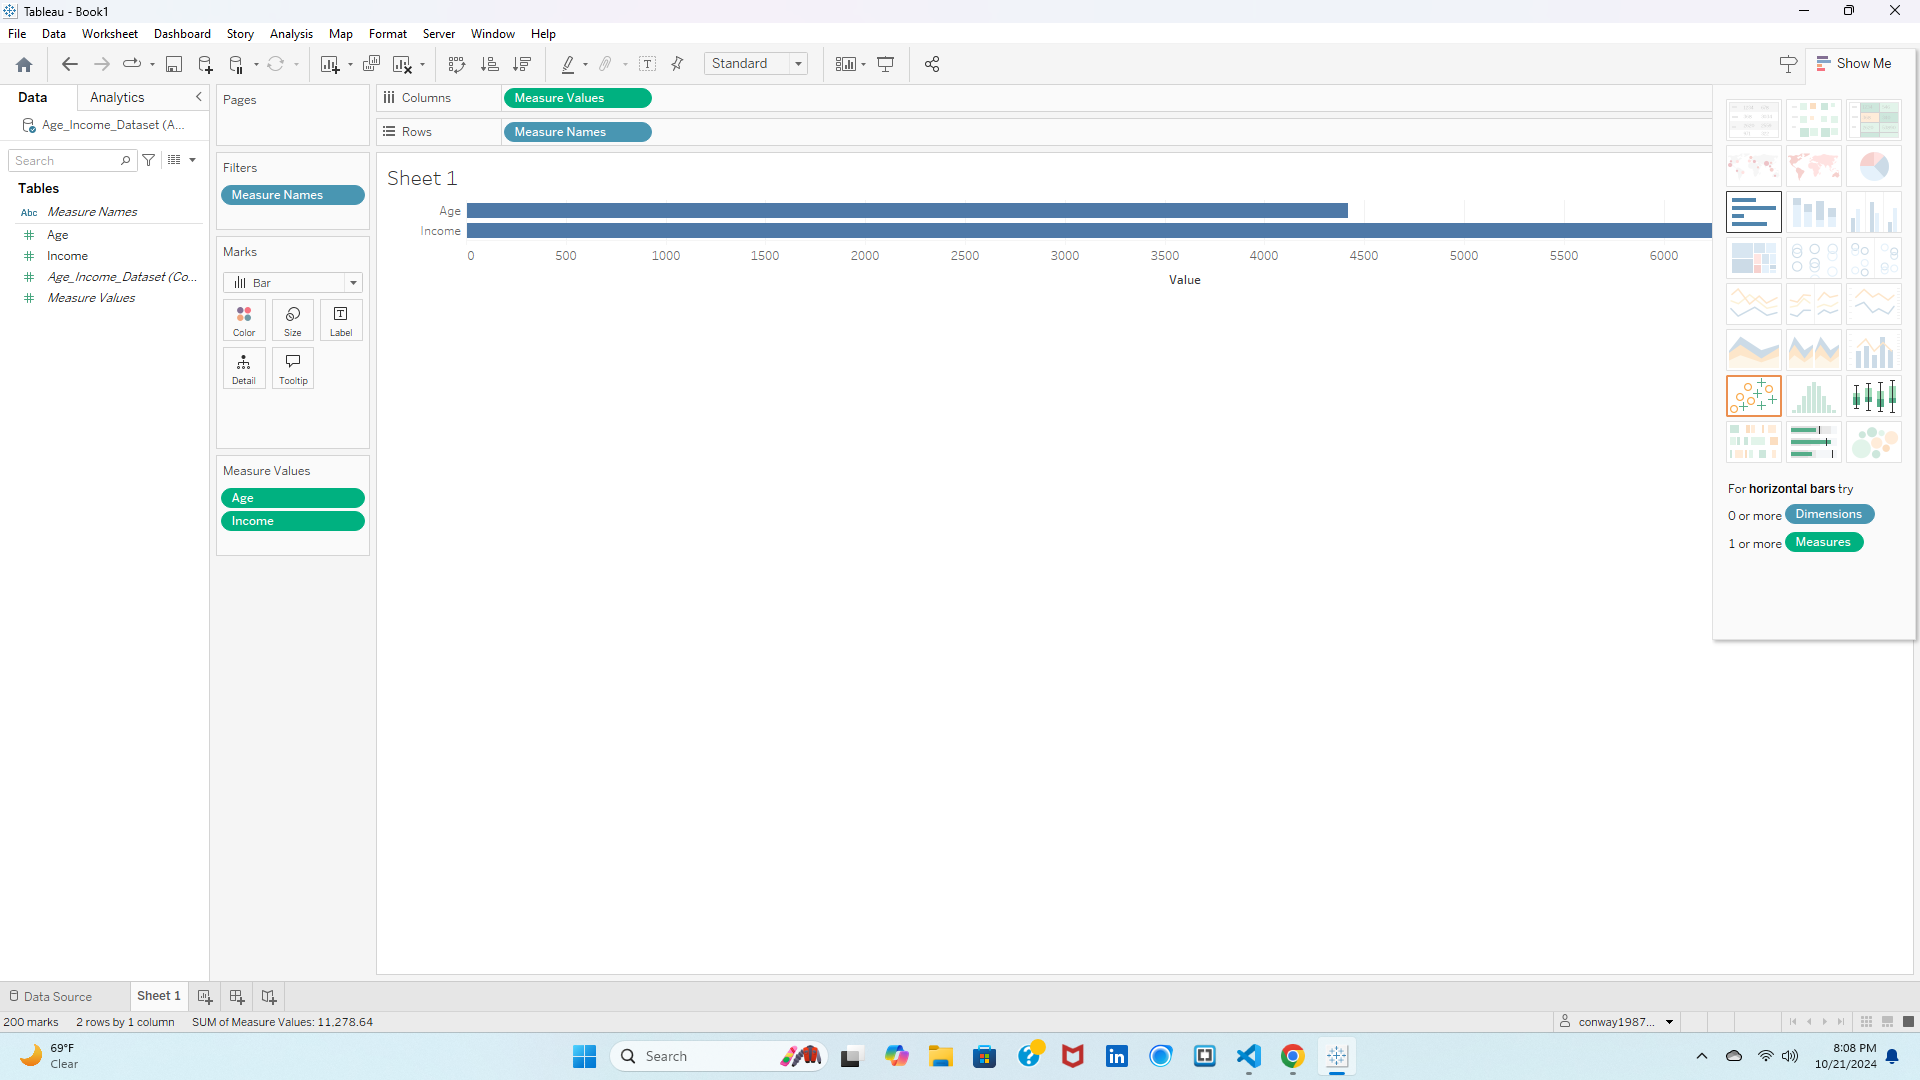 Tableau - Book1
File Data Worksheet Dashboard Story Analysis Map Format Server Window Help
Standard
Show Me
Data Analytics
Age_Income_Dataset (A...
Search
Tables
Abc Measure Names
Age
Income
Age_Income_Dataset (Co...
Measure Values
Pages
Filters
Measure Names
Marks
Bar
Color Size Label
Detail Tooltip
Measure Values
Age
Income
Columns Measure Values
Rows Measure Names
Sheet 1
Age
Income
0 500 1000 1500 2000 2500 3000 3500 4000 4500 5000 5500 6000
Value
For horizontal bars try
0 or more Dimensions
1 or more Measures
Data Source Sheet 1
200 marks 2 rows by 1 column SUM of Measure Values: 11,278.64
conway1987...
69°F
Clear
Search
8:08 PM
10/21/2024